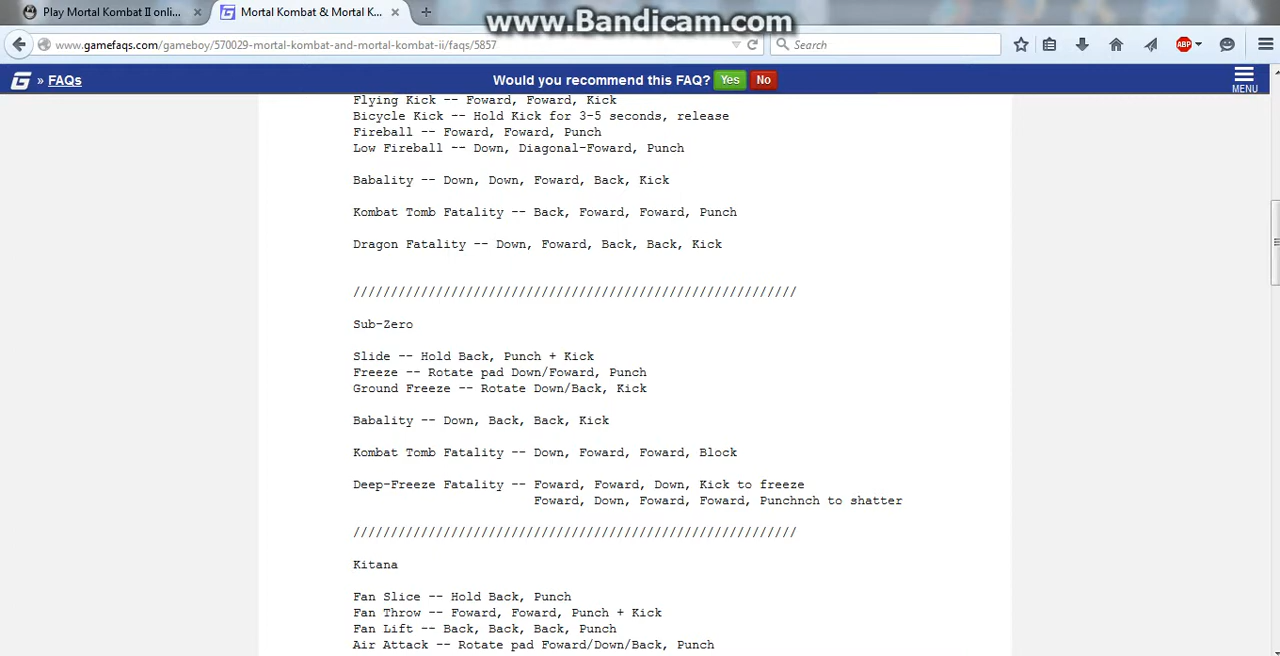 www.Bandicam.com
Play Mortal Kombat II onli...
Mortal Kombat & Mortal K...
www.gamefaqs.com/gameboy/570029-mortal-kombat-and-mortal-kombat-ii/faqs/5857
Search
ABP
G » FAQs
Would you recommend this FAQ? Yes No
MENU
Flying Kick -- Foward, Foward, Kick
Bicycle Kick -- Hold Kick for 3-5 seconds, release
Fireball -- Foward, Foward, Punch
Low Fireball -- Down, Diagonal-Foward, Punch
Babality -- Down, Down, Foward, Back, Kick
Kombat Tomb Fatality -- Back, Foward, Foward, Punch
Dragon Fatality -- Down, Foward, Back, Back, Kick
///////////////////////////////////////////////////////////
Sub-Zero
Slide -- Hold Back, Punch + Kick
Freeze -- Rotate pad Down/Foward, Punch
Ground Freeze -- Rotate Down/Back, Kick
Babality -- Down, Back, Back, Kick
Kombat Tomb Fatality -- Down, Foward, Foward, Block
Deep-Freeze Fatality -- Foward, Foward, Down, Kick to freeze
Foward, Down, Foward, Foward, Punchnch to shatter
///////////////////////////////////////////////////////////
Kitana
Fan Slice -- Hold Back, Punch
Fan Throw -- Foward, Foward, Punch + Kick
Fan Lift -- Back, Back, Back, Punch
Air Attack -- Rotate pad Foward/Down/Back, Punch